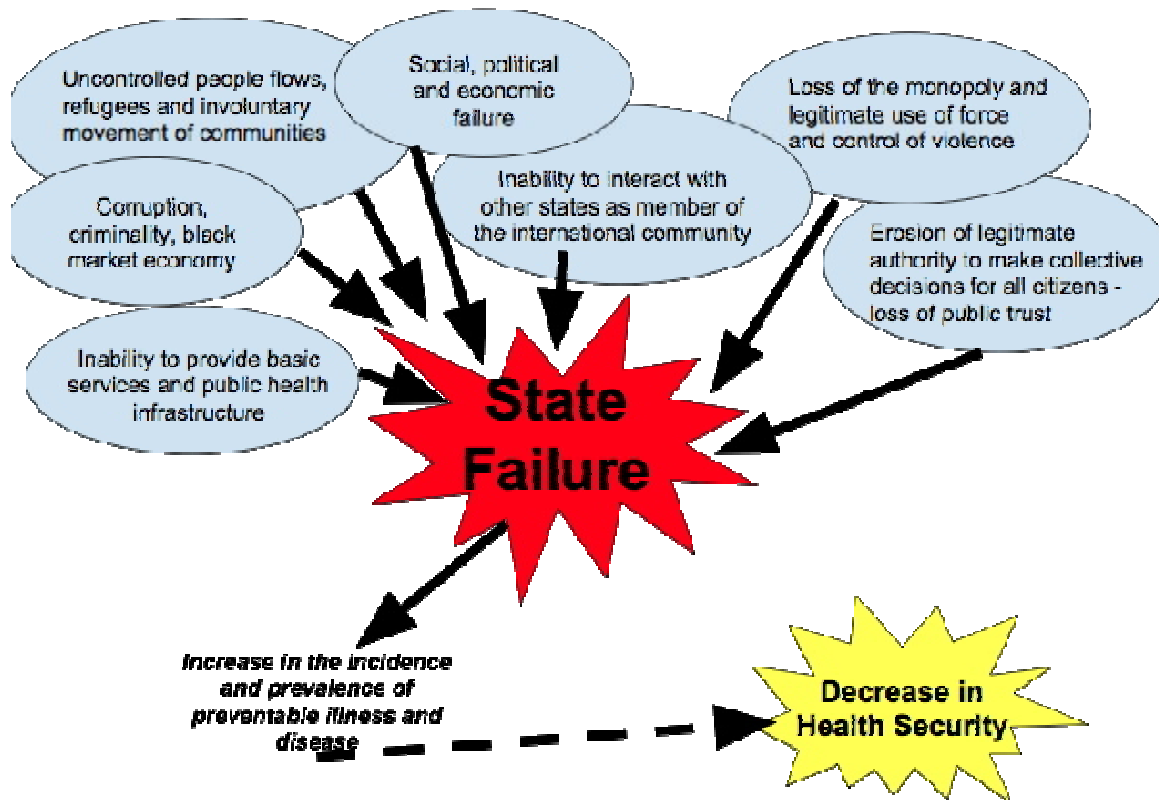 Uncontrolled people flows,
refugees and involuntary
movement of communities
Social, political
and economic
failure
Loss of the monopoly and
legitimate use of force
and control of violence
Corruption,
criminality, black
market economy
Inability to interact with
other states as member of
the international community
Erosion of legitimate
authority to make collective
decisions for all citizens -
loss of public trust
Inability to provide basic
services and public health
infrastructure
State
Failure
Increase in the incidence
and prevalence of
preventable illness and
disease
Decrease in
Health Security